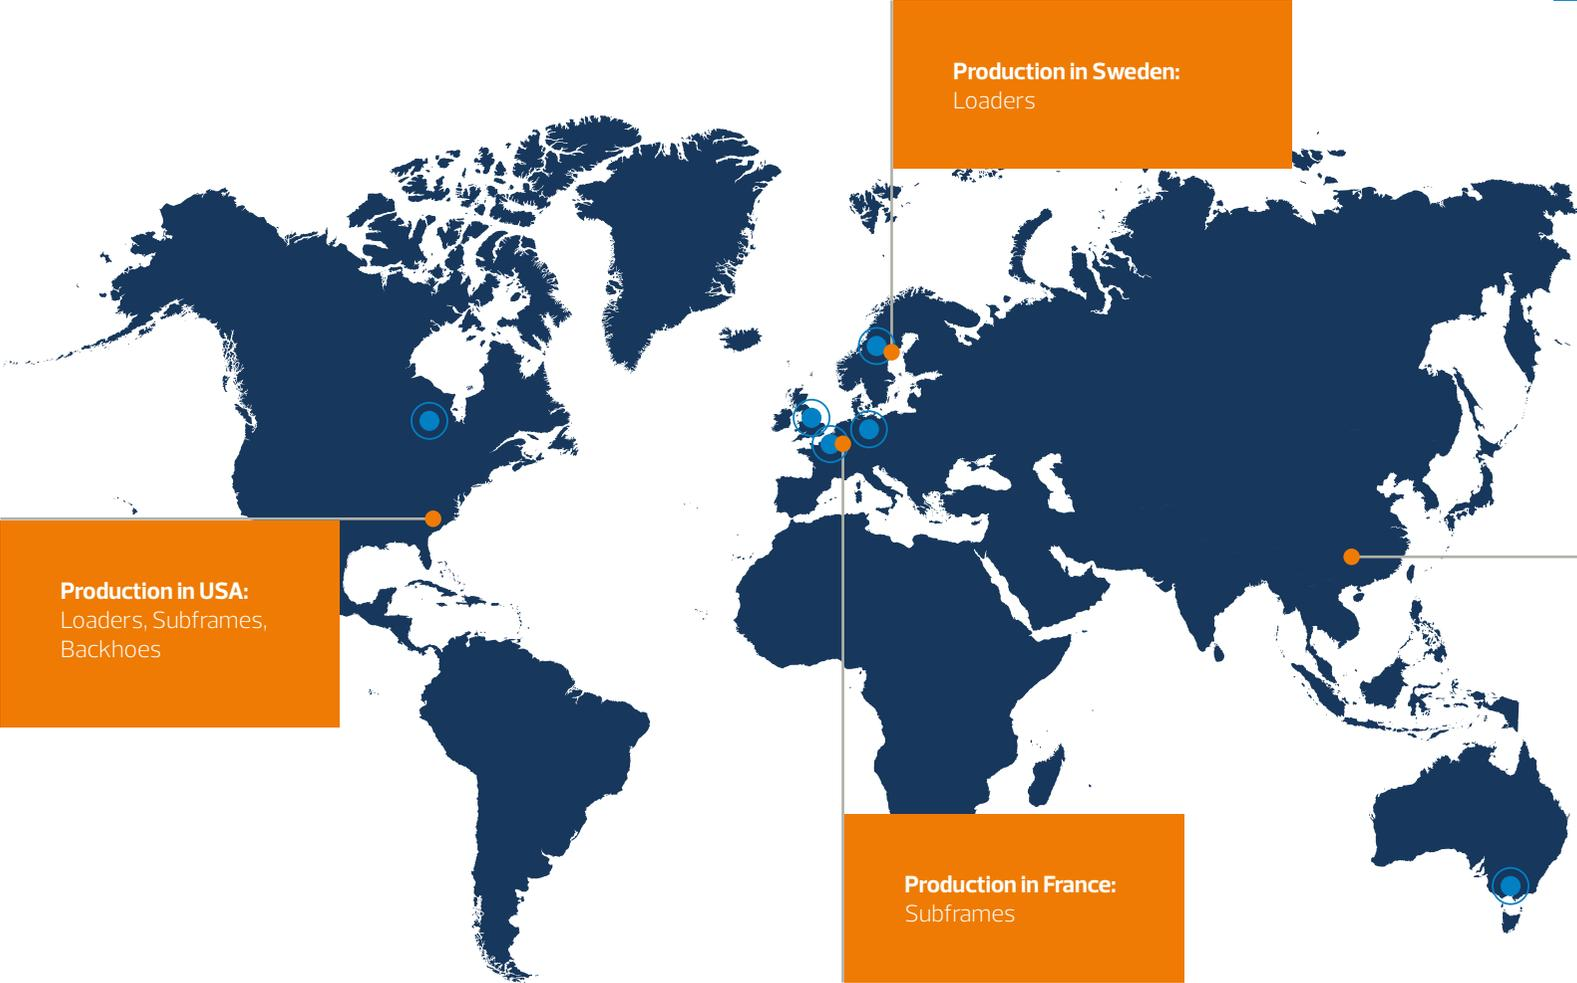 Production in Sweden:
Loaders
Production in USA:
Loaders, Subframes,
Backhoes
Production in France:
Subframes